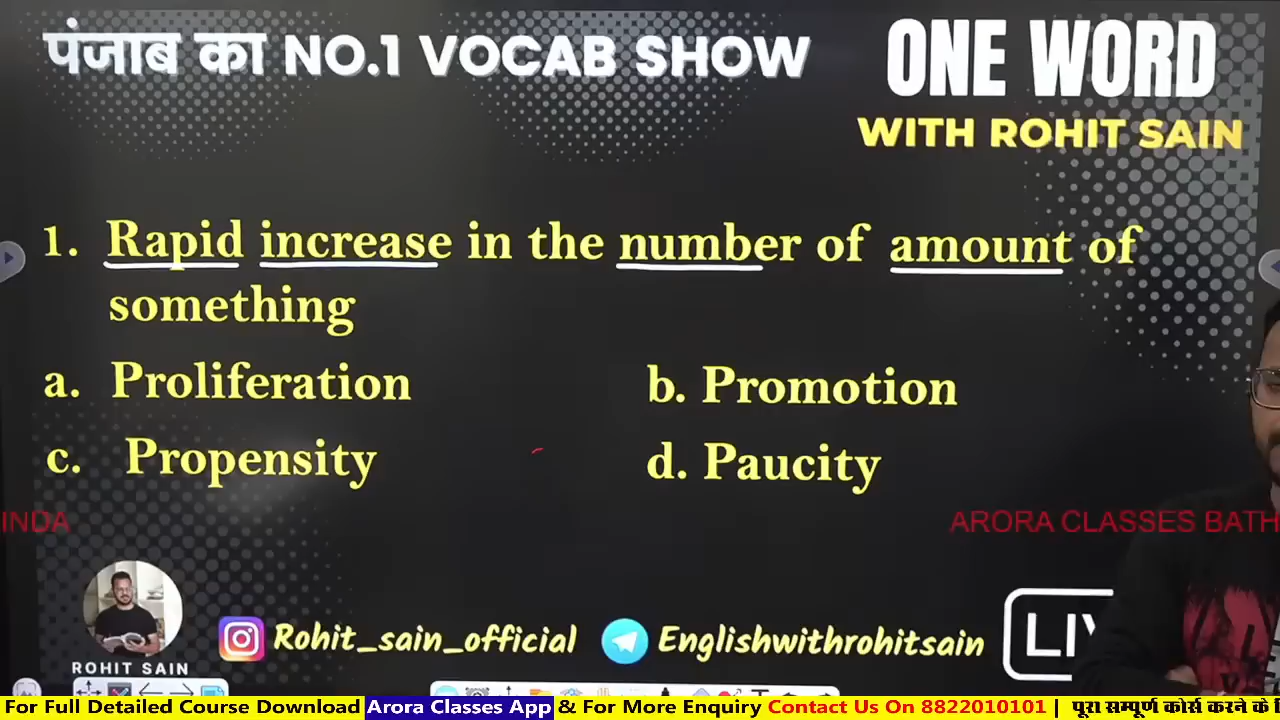 पंजाब का NO.1 VOCAB SHOW
ONE WORD
WITH ROHIT SAIN
1. Rapid increase in the number of amount of
something
a. Proliferation
b. Promotion
c. Propensity
d. Paucity
INDA
ARORA CLASSES BATH
ROHIT SAIN
Rohit_sain_official
Englishwithrohitsain
For Full Detailed Course Download Arora Classes App & For More Enquiry Contact Us On 8822010101 | पूरा सम्पूर्ण कोर्स करने के